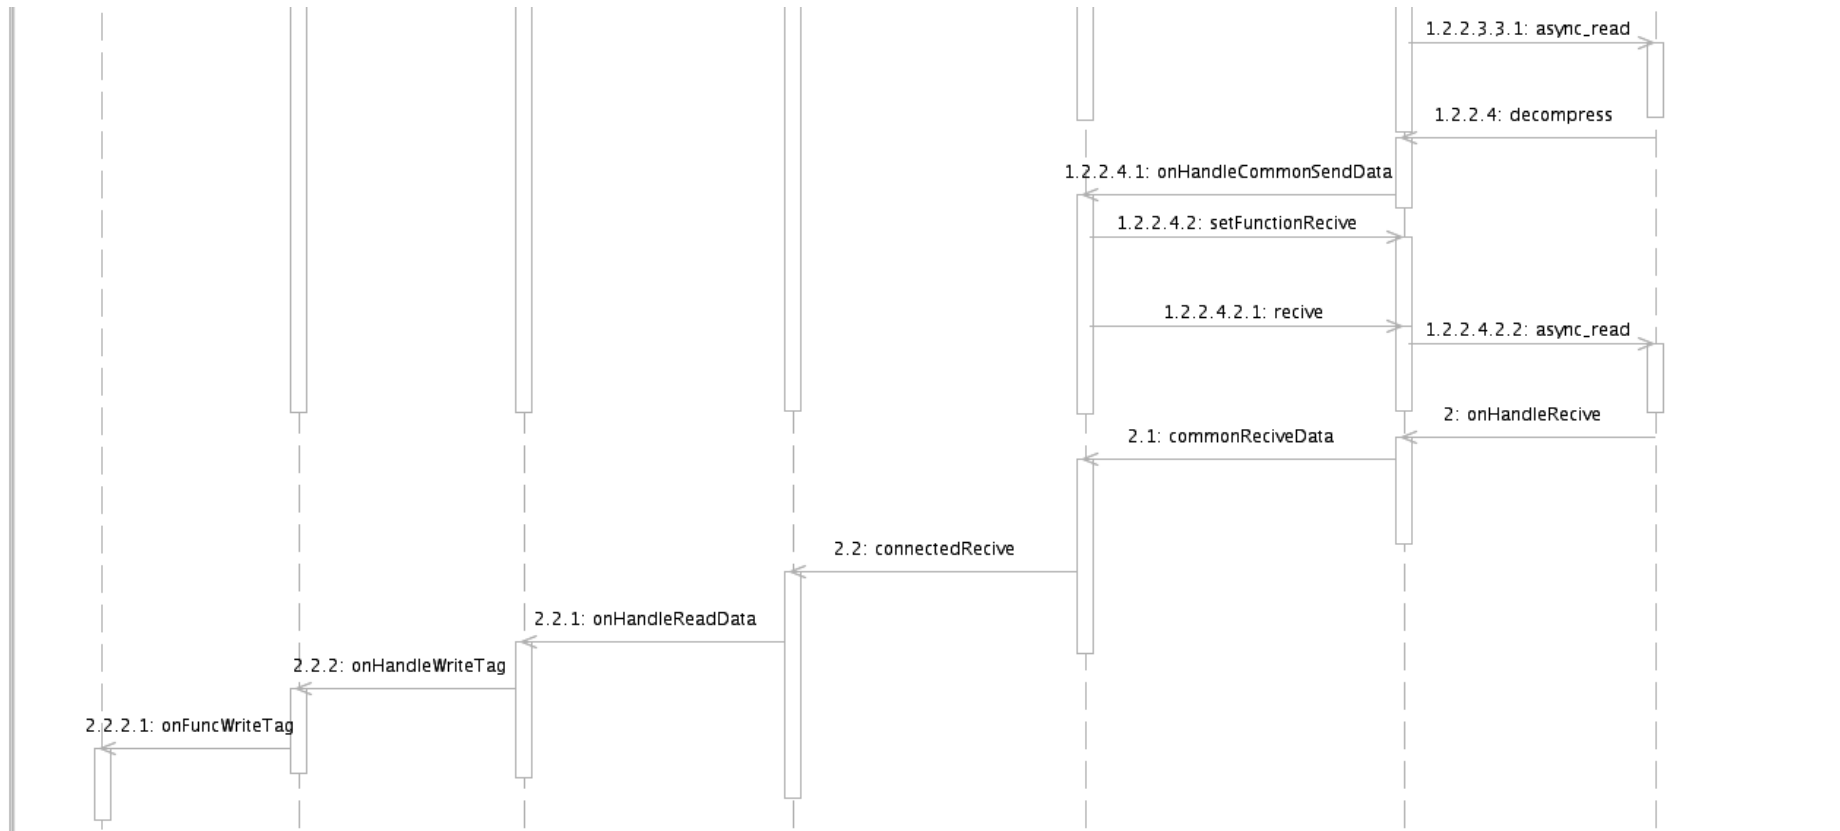 1.2.2.3.3.1: async_read
1.2.2.4: decompress
1.2.2.4.1: onHandleCommonSendData
1.2.2.4.2: setFunctionRecive
1.2.2.4.2.1: recive
1.2.2.4.2.2: async_read
2: onHandleRecive
2.1: commonReciveData
2.2: connectedRecive
2.2.1: onHandleReadData
2.2.2: onHandleWriteTag
2.2.2.1: onFuncWriteTag